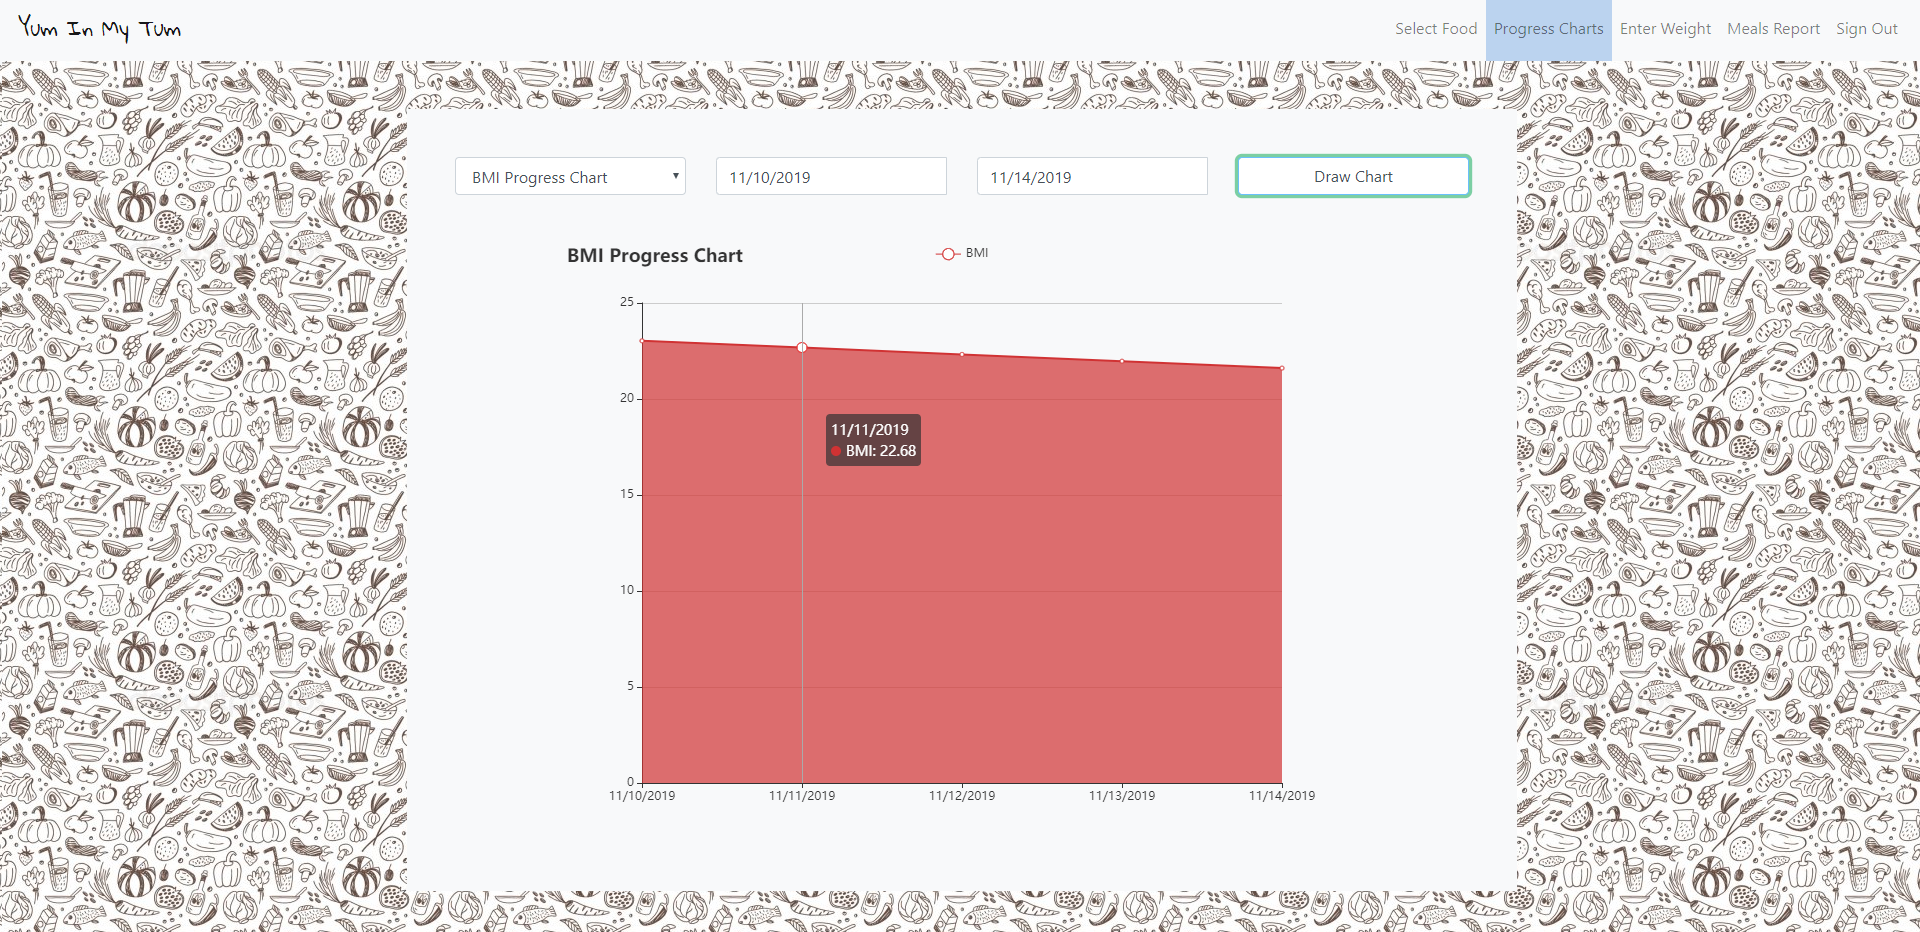 Yum In My Tum
Select Food Progress Charts Enter Weight Meals Report Sign Out
BMI Progress Chart 11/10/2019 11/14/2019 Draw Chart
BMI Progress Chart BMI
25
20
11/11/2019
BMI: 22.68
15
10
5
0
11/10/2019 11/11/2019 11/12/2019 11/13/2019 11/14/2019